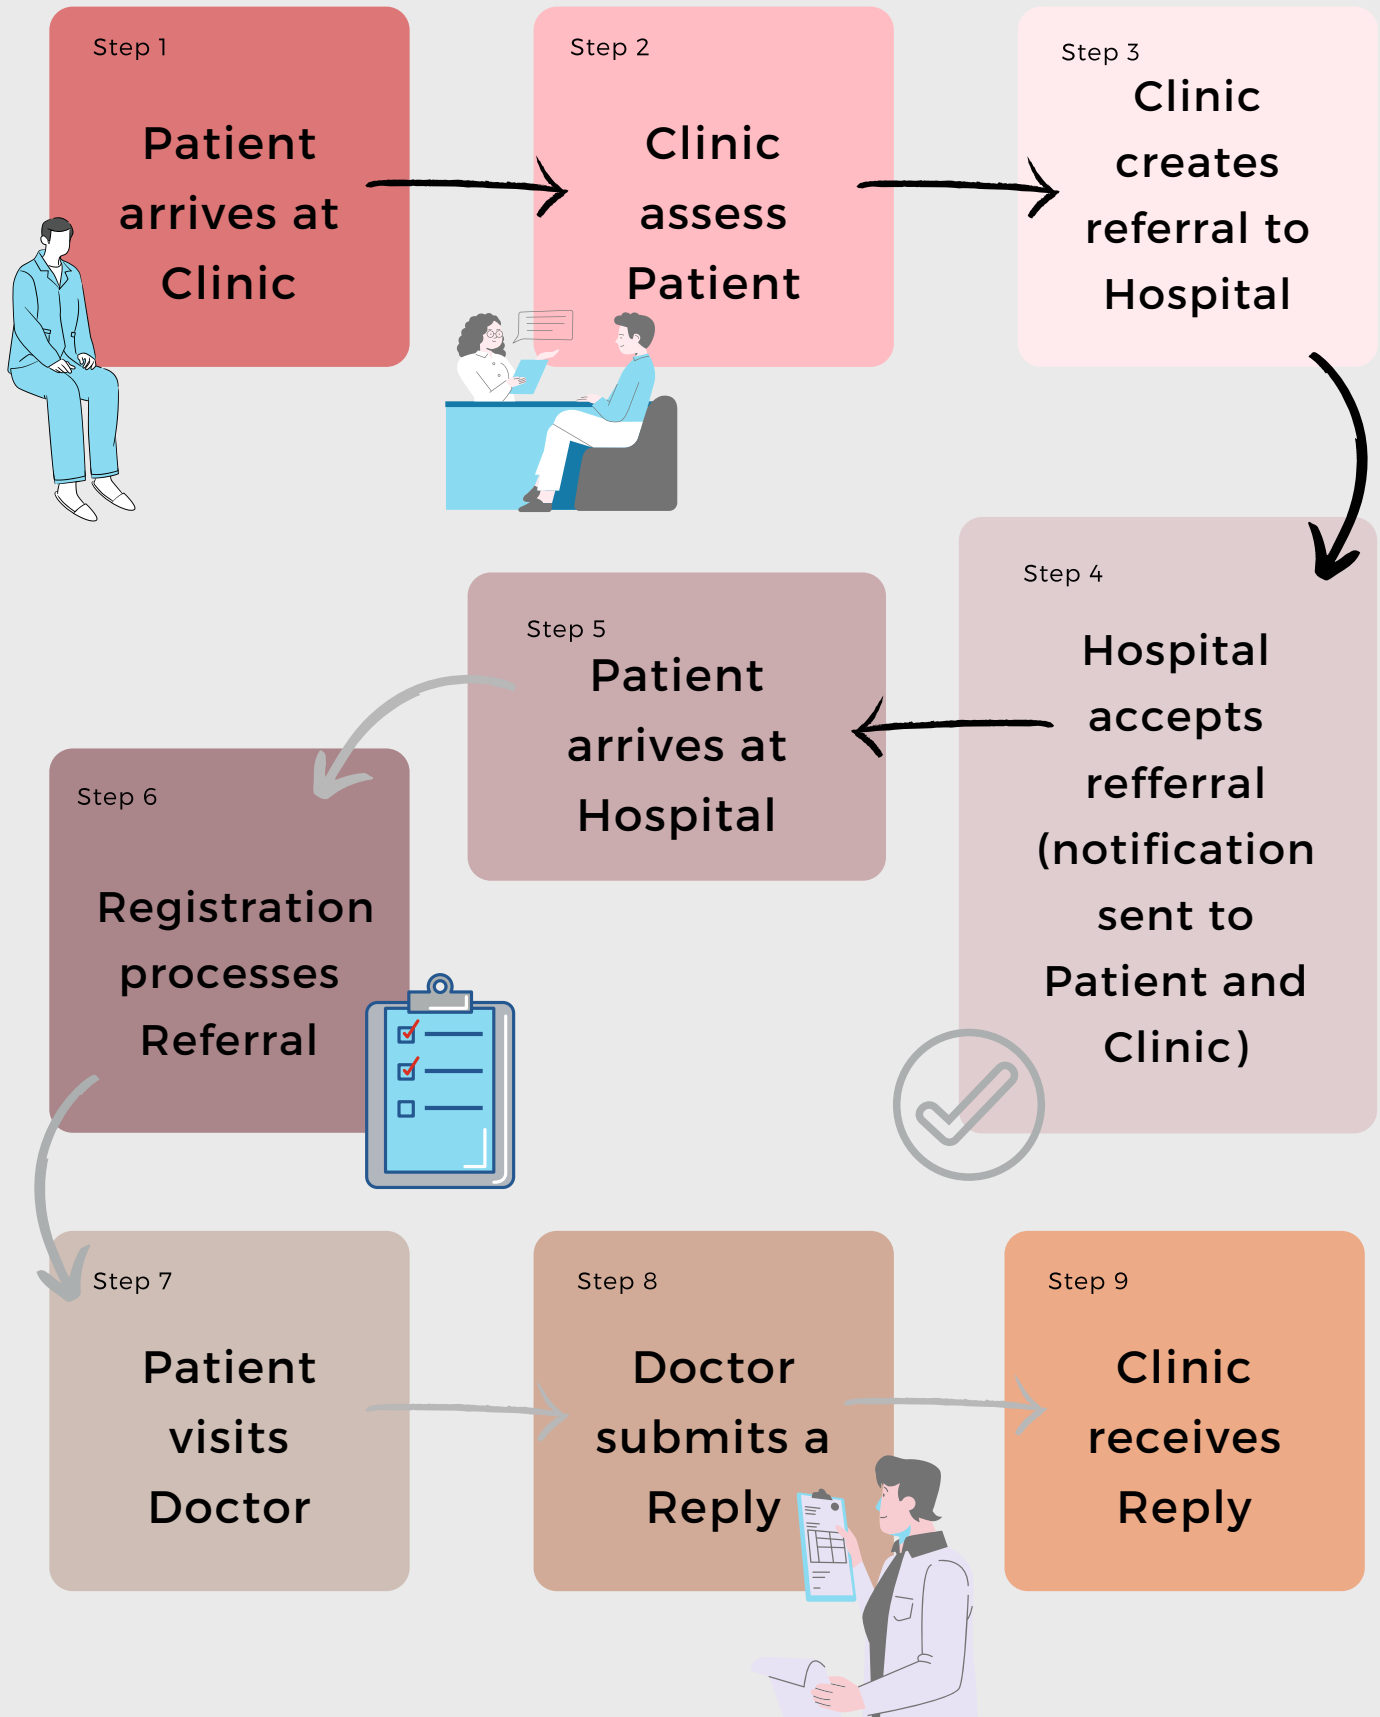 Step 1
Patient
arrives at
Clinic
Step 2
Clinic
assess
Patient
Step 3
Clinic
creates
referral to
Hospital
Step 4
Hospital
accepts
refferral
(notification
sent to
Patient and
Clinic)
Step 5
Patient
arrives at
Hospital
Step 6
Registration
processes
Referral
Step 7
Patient
visits
Doctor
Step 8
Doctor
submits a
Reply
Step 9
Clinic
receives
Reply